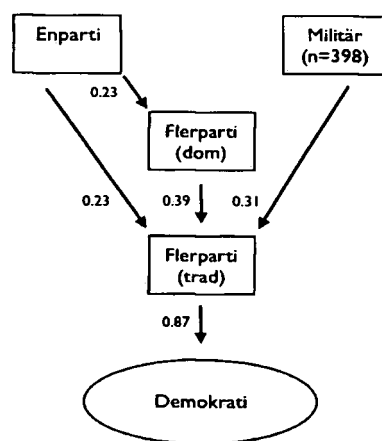 Enparti
Militär
(n=398)
0.23
Flerparti
(dom)
0.23
0.39
0.31
Flerparti
(trad)
0.87
Demokrati